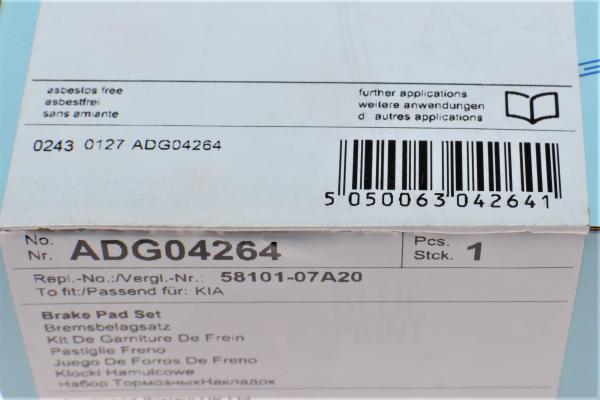 asbestos free
asbestfrei
sans amiante
further applications
weitere anwendungen
d' autres applications
0243 0127 ADG04264
5 050063 042641
No.
Nr. ADG04264
Pcs.
Stck. 1
Repl.-No.:/Vergl.-Nr.: 58101-07A20
To fit:/Passend für: KIA
BLUE
PRINT
Brake Pad Set
Bremsbelagsatz
Kit De Garniture De Frein
Pastiglie Freno
Juego De Forros De Freno
Klocki Hamulcowe
Набор ТормозныхНакладок